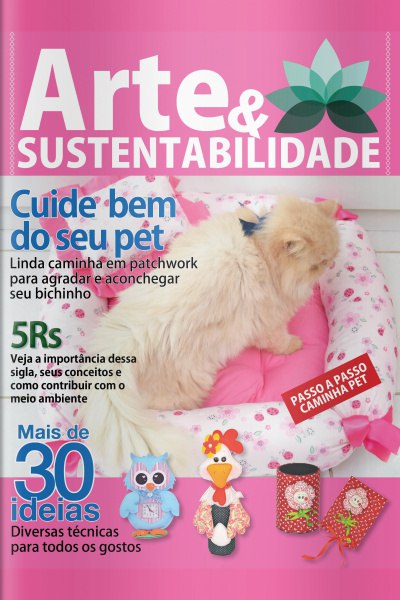 Arte&
SUSTENTABILIDADE
Cuide bem
do seu pet
Linda caminha em patchwork
para agradar e aconchegar
seu bichinho
5Rs
Veja a importância dessa
sigla, seus conceitos e
como contribuir com o
meio ambiente
PASSO A PASSO
CAMINHA PET
Mais de
30
ideias
Diversas técnicas
para todos os gostos